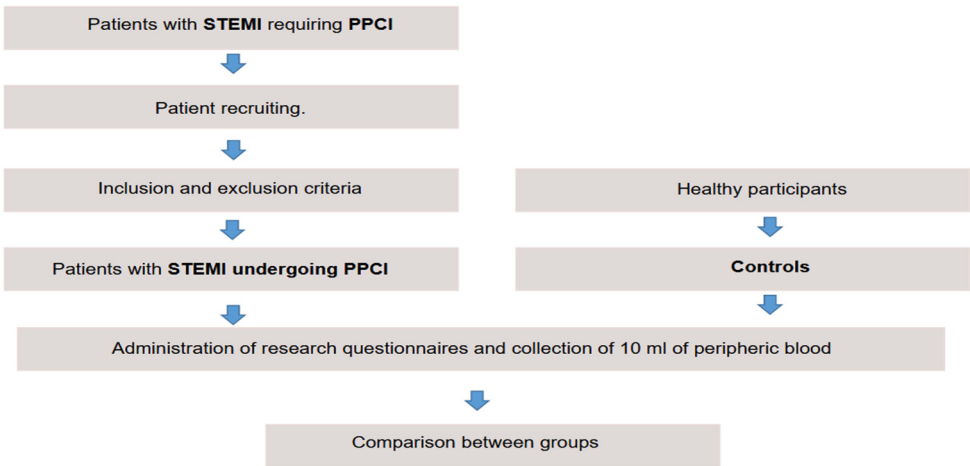 Patients with STEMI requiring PPCI
Patient recruiting.
Inclusion and exclusion criteria
Healthy participants
Patients with STEMI undergoing PPCI
Controls
Administration of research questionnaires and collection of 10 ml of peripheric blood
Comparison between groups